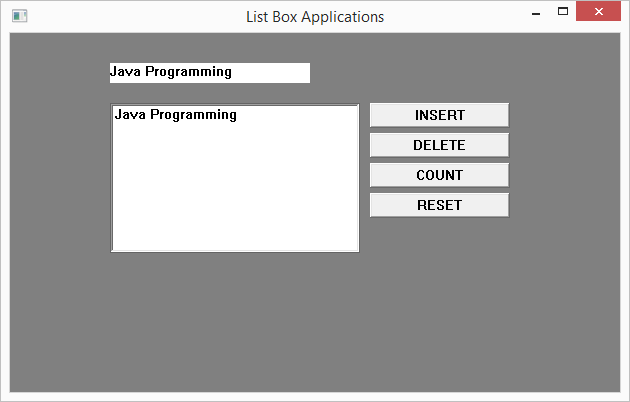 List Box Applications
Java Programming
Java Programming
INSERT
DELETE
COUNT
RESET